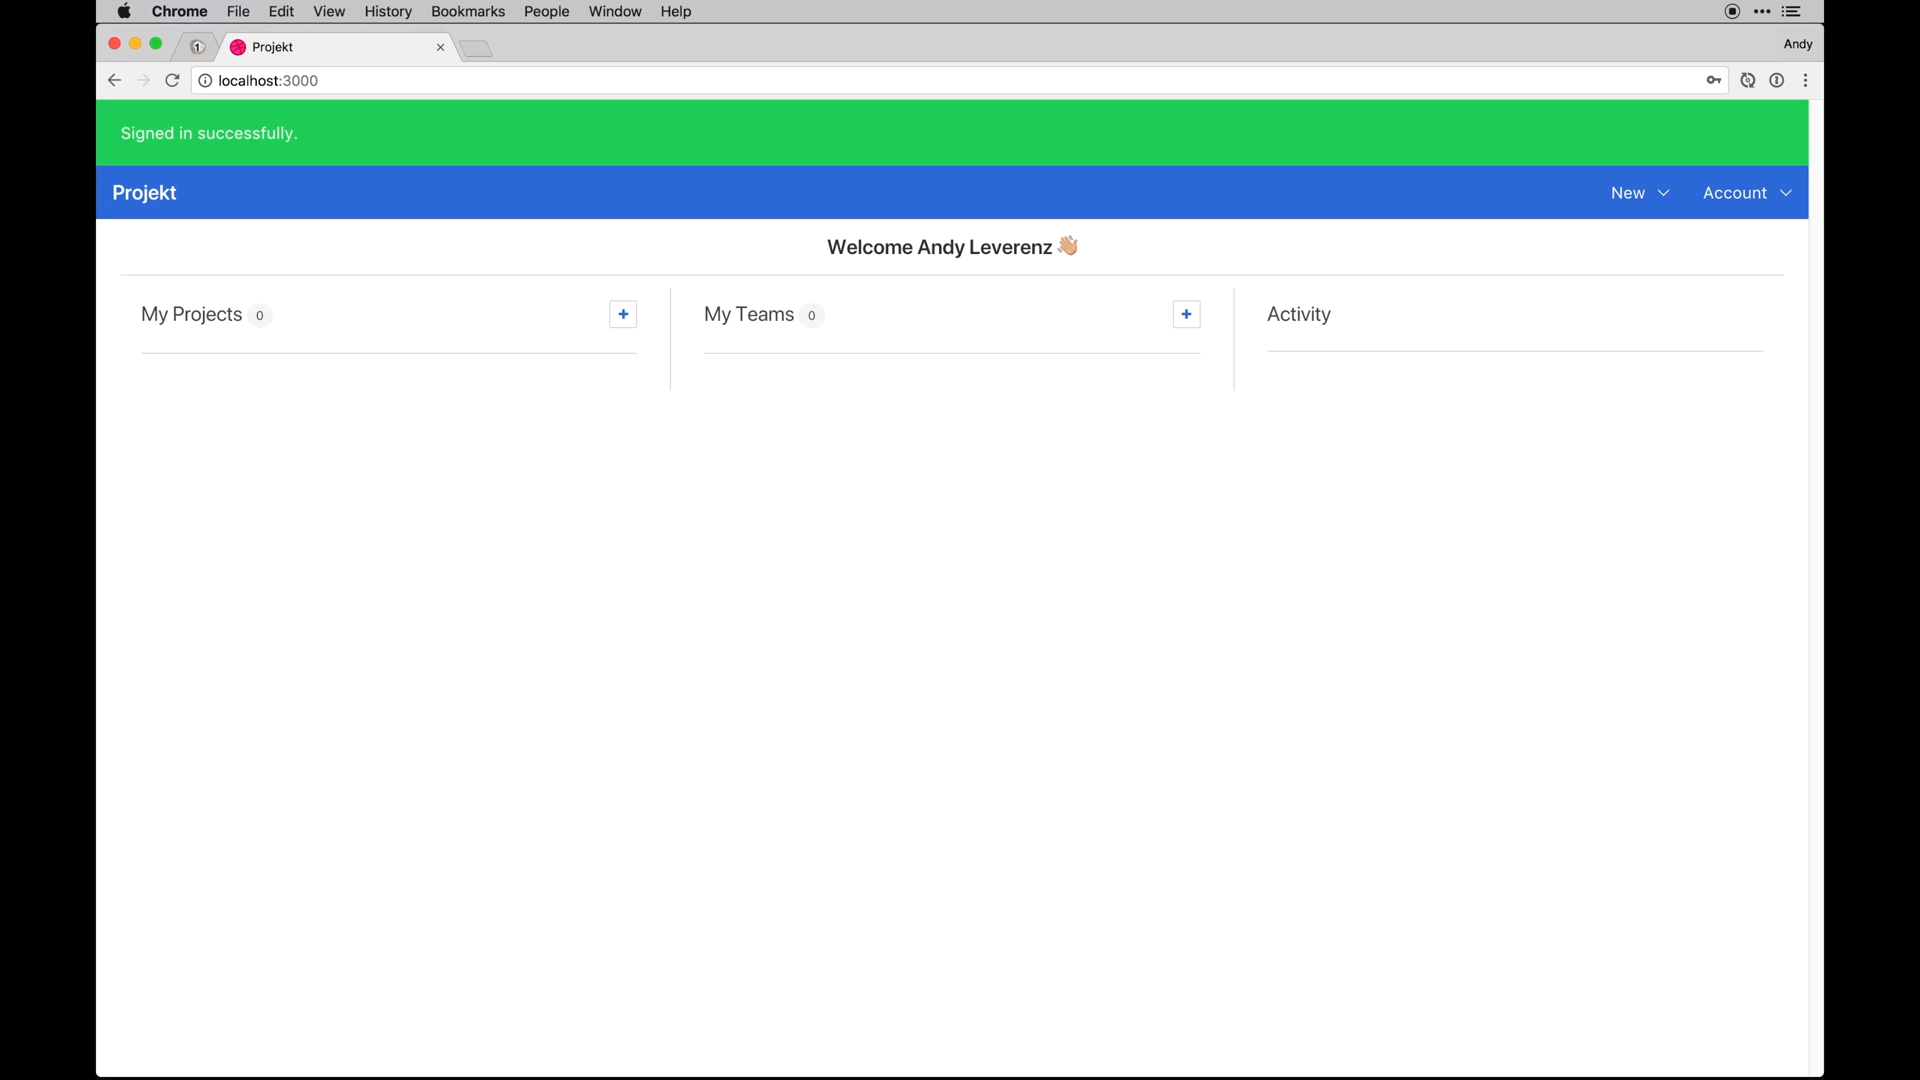 Chrome File Edit View History Bookmarks People Window Help
1 Projekt Andy
localhost:3000
Signed in successfully.
Projekt New Account
Welcome Andy Leverenz 👋🏼
My Projects 0 + My Teams 0 + Activity